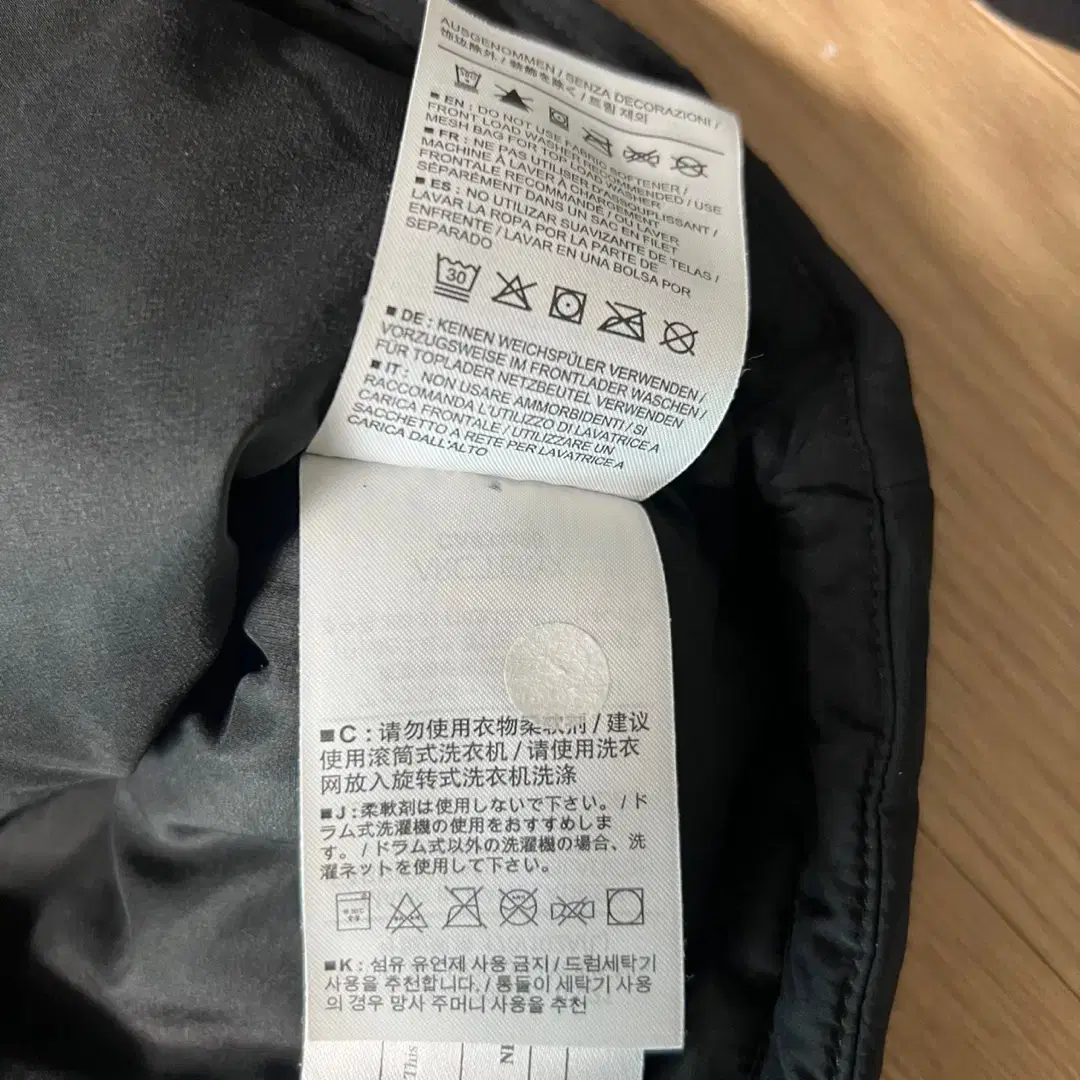 AUSGENOMMEN / SENZA DECORAZIONI /
饰边除外 / 装飾を除く / 트림 제외
■ EN : DO NOT USE FABRIC SOFTENER /
FRONT LOAD WASHER RECOMMENDED / USE
MESH BAG FOR TOP LOAD WASHER
■ FR : NE PAS UTILISER D'ASSOUPLISSANT /
MACHINE À LAVER À CHARGEMENT
FRONTALE RECOMMANDÉ / OU LAVER
SÉPARÉMENT DANS UN SAC EN FILET
■ ES : NO UTILIZAR SUAVIZANTE DE TELAS /
LAVAR LA ROPA POR LA PARTE DE
ENFRENTE / LAVAR EN UNA BOLSA POR
SEPARADO
30
■ DE : KEINEN WEICHSPÜLER VERWENDEN /
VORZUGSWEISE IM FRONTLADER WASCHEN /
FÜR TOPLADER NETZBEUTEL VERWENDEN
■ IT : NON USARE AMMORBIDENTI / SI
RACCOMANDA L'UTILIZZO DI LAVATRICE A
CARICA FRONTALE / UTILIZZARE UN
SACCHETTO A RETE PER LAVATRICE A
CARICA DALL'ALTO
■ C : 请勿使用衣物柔软剂 / 建议
使用滚筒式洗衣机 / 请使用洗衣
网放入旋转式洗衣机洗涤
■ J : 柔軟剤は使用しないで下さい。 / ド
ラム式洗濯機の使用をおすすめしま
す。 / ドラム式以外の洗濯機の場合、洗
濯ネットを使用して下さい。
■ K : 섬유 유연제 사용 금지 / 드럼세탁기
사용을 추천합니다. / 통돌이 세탁기 사용
의 경우 망사 주머니 사용을 추천
This